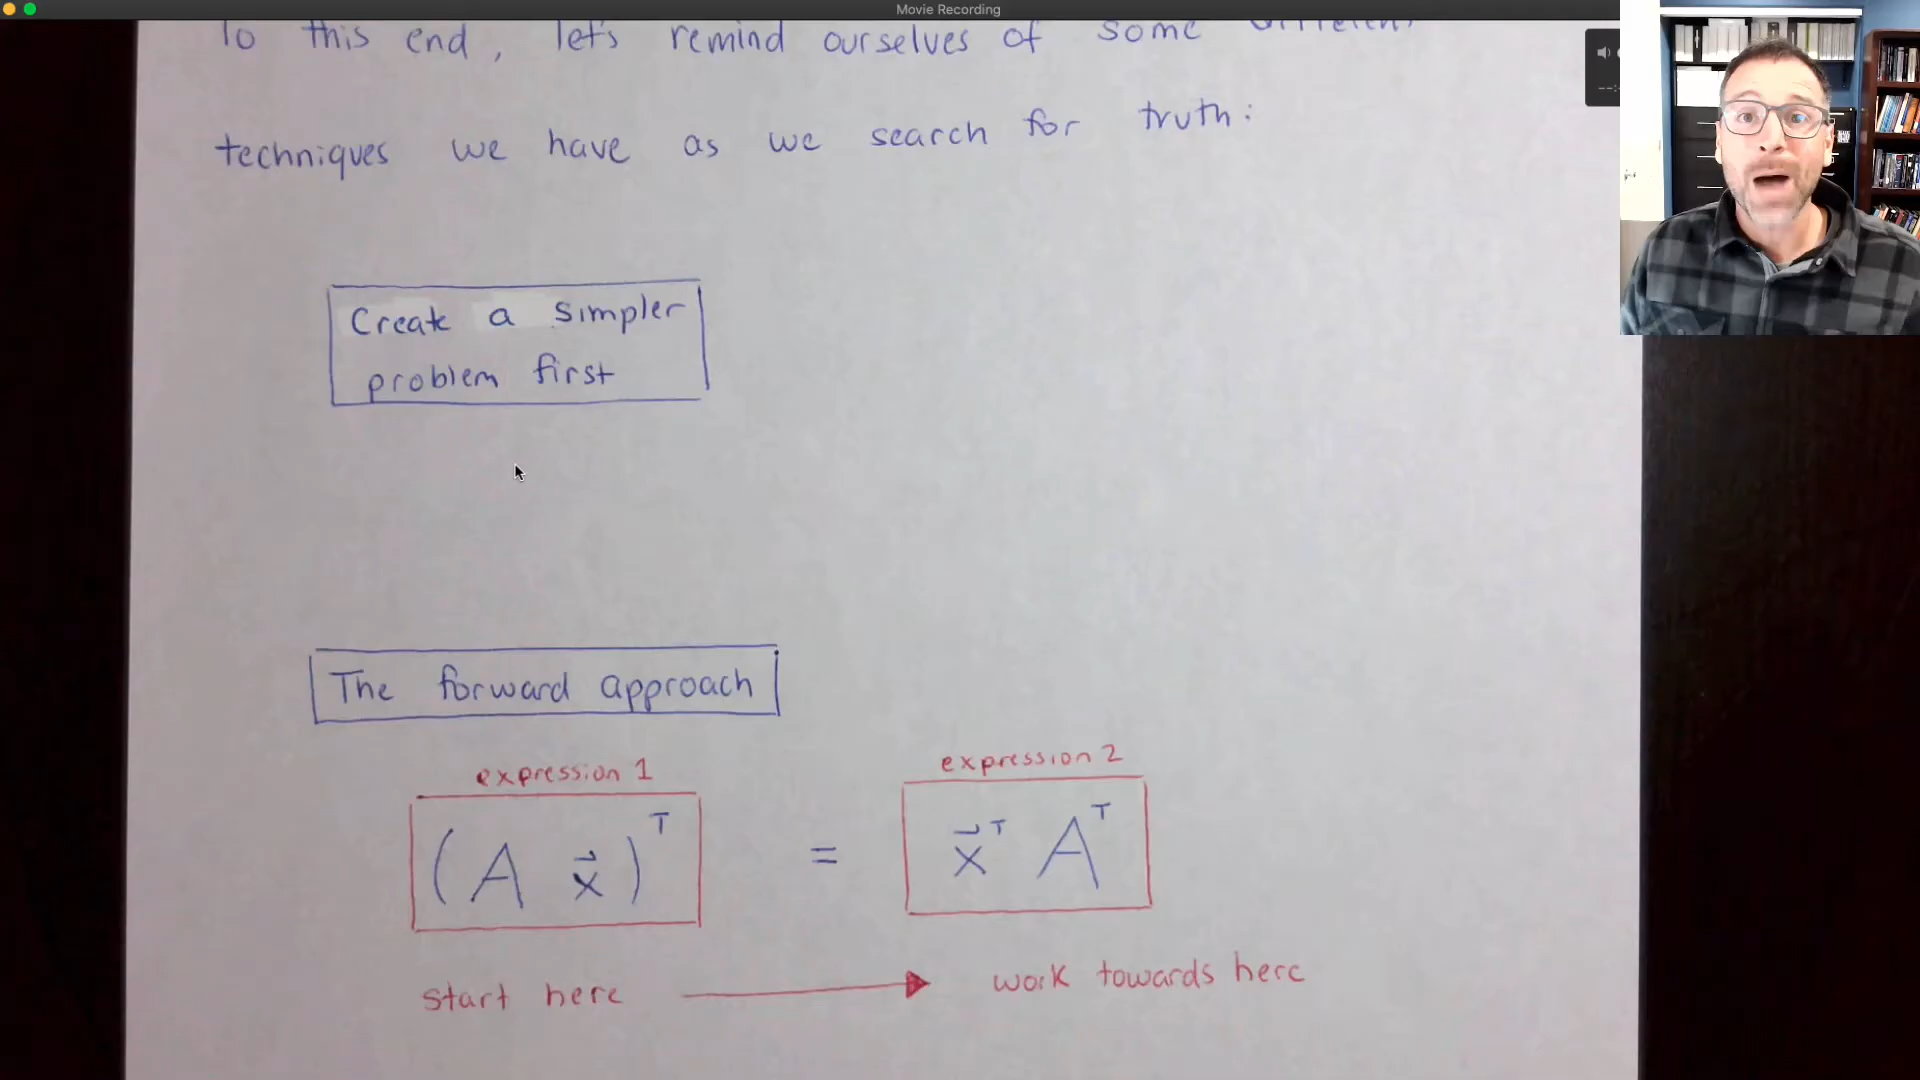 Movie Recording
To this end, let's remind ourselves of some different
techniques we have as we search for truth:
Create a simpler
problem first
The forward approach
expression 1 expression 2
(A x⃗)ᵀ = x⃗ᵀ Aᵀ
start here work towards here